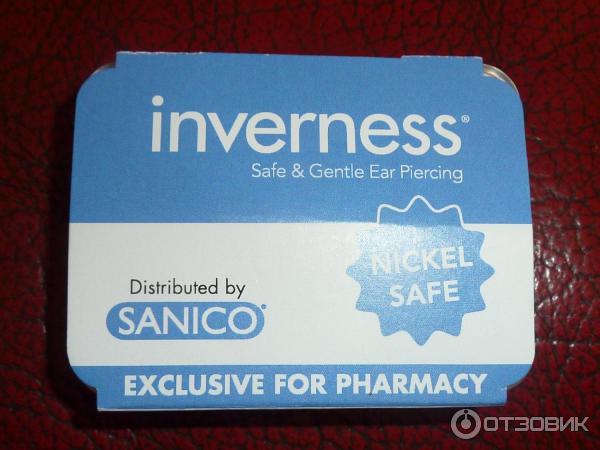 inverness®
Safe & Gentle Ear Piercing
NICKEL
SAFE
Distributed by
SANICO®
EXCLUSIVE FOR PHARMACY
ОТЗОВИК